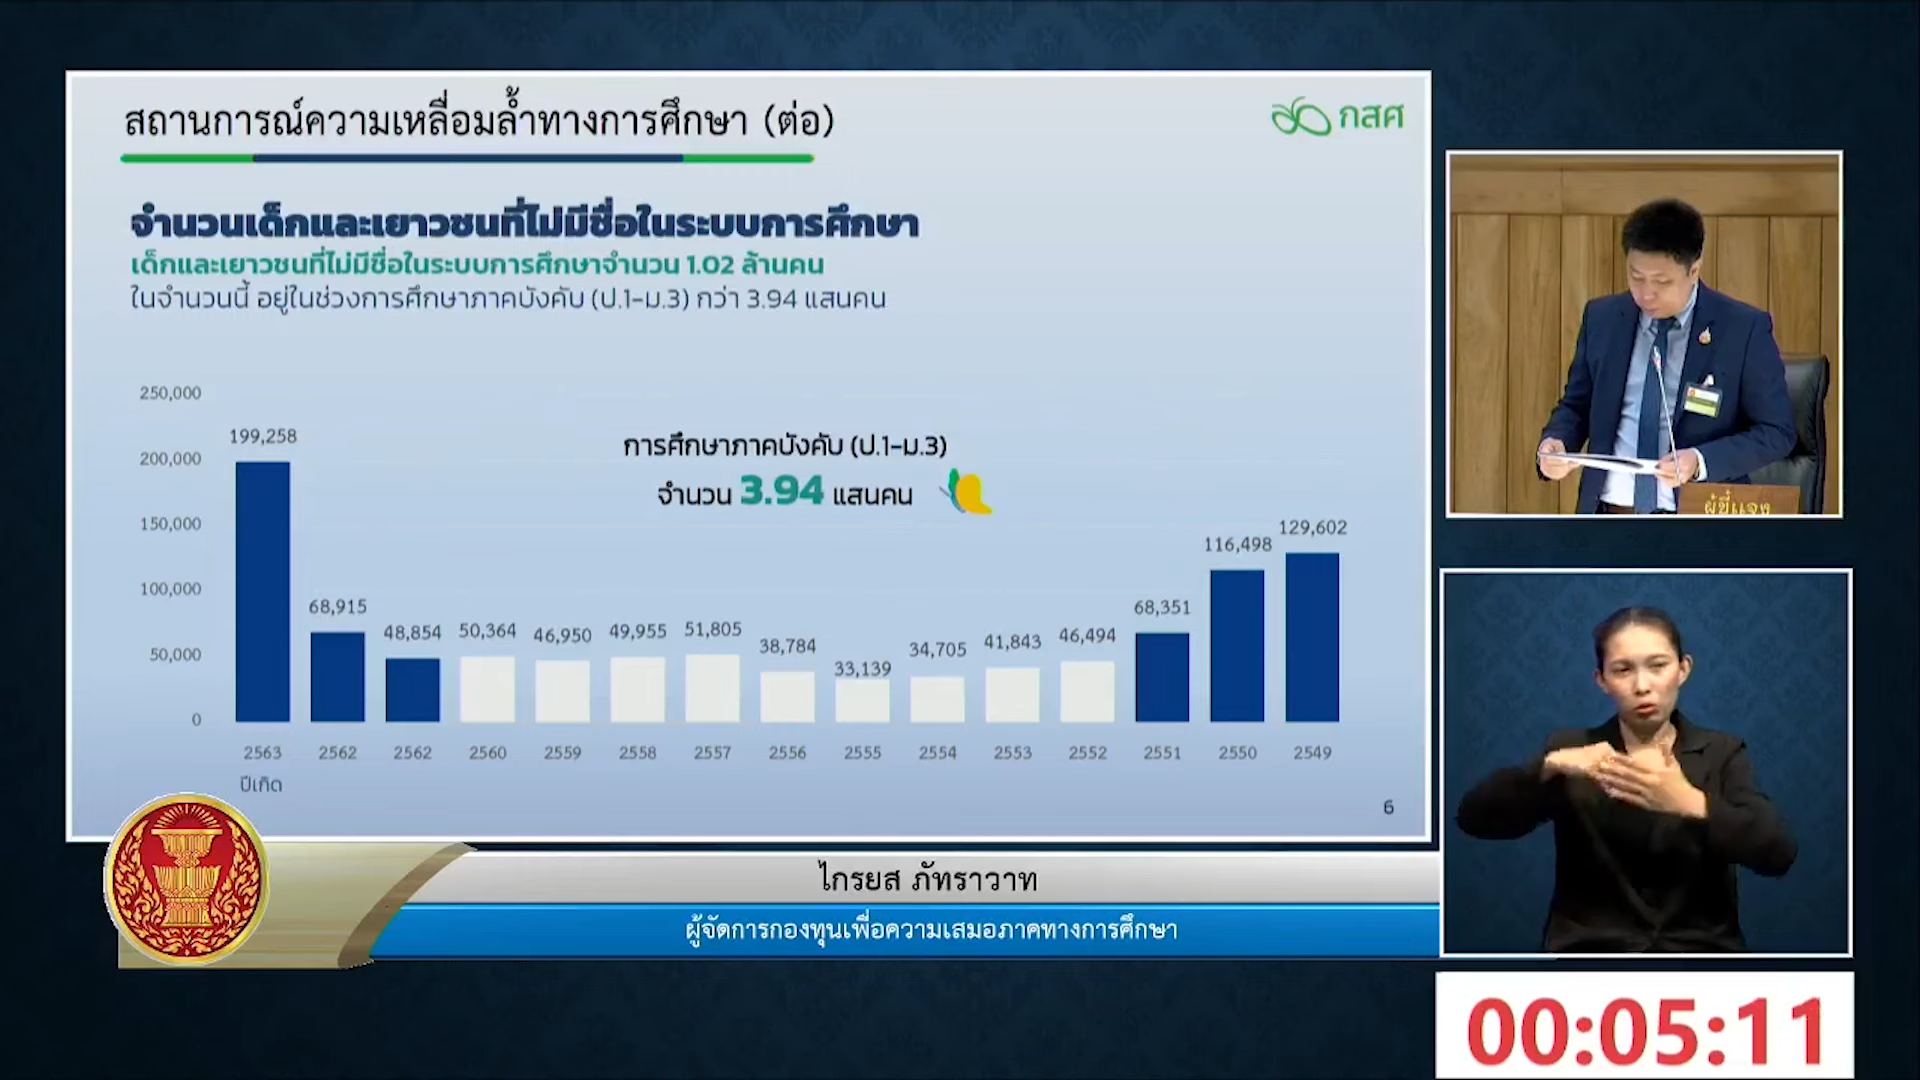 สถานการณ์ความเหลื่อมล้ำทางการศึกษา (ต่อ)
กสศ
จำนวนเด็กและเยาวชนที่ไม่มีชื่อในระบบการศึกษา
เด็กและเยาวชนที่ไม่มีชื่อในระบบการศึกษาจำนวน 1.02 ล้านคน
ในจำนวนนี้ อยู่ในช่วงการศึกษาภาคบังคับ (ป.1-ม.3) กว่า 3.94 แสนคน
การศึกษาภาคบังคับ (ป.1-ม.3)
จำนวน 3.94 แสนคน
250,000
200,000
150,000
100,000
50,000
0
199,258
68,915
48,854
50,364
46,950
49,955
51,805
38,784
33,139
34,705
41,843
46,494
68,351
116,498
129,602
2563 2562 2562 2560 2559 2558 2557 2556 2555 2554 2553 2552 2551 2550 2549
ปีเกิด
6
ผู้ชี้แจง
ไกรยส ภัทราวาท
ผู้จัดการกองทุนเพื่อความเสมอภาคทางการศึกษา
00:05:11